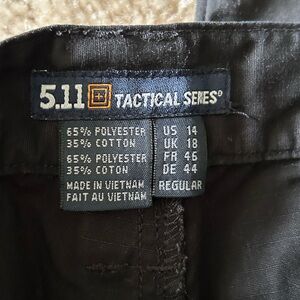 5.11 TACTICAL SERIES®
65% POLYESTER
35% COTTON
65% POLYESTER
35% COTON
MADE IN VIETNAM
FAIT AU VIETNAM
US 14
UK 18
FR 46
DE 44
REGULAR